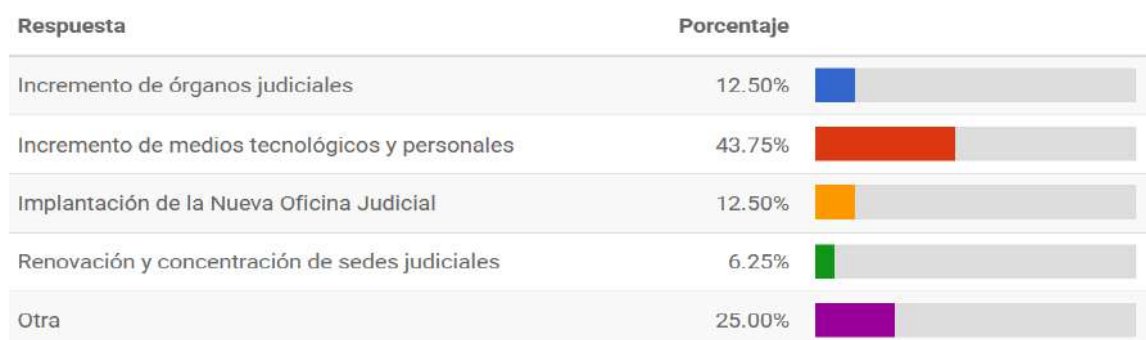 Respuesta Porcentaje
Incremento de órganos judiciales 12.50%
Incremento de medios tecnológicos y personales 43.75%
Implantación de la Nueva Oficina Judicial 12.50%
Renovación y concentración de sedes judiciales 6.25%
Otra 25.00%